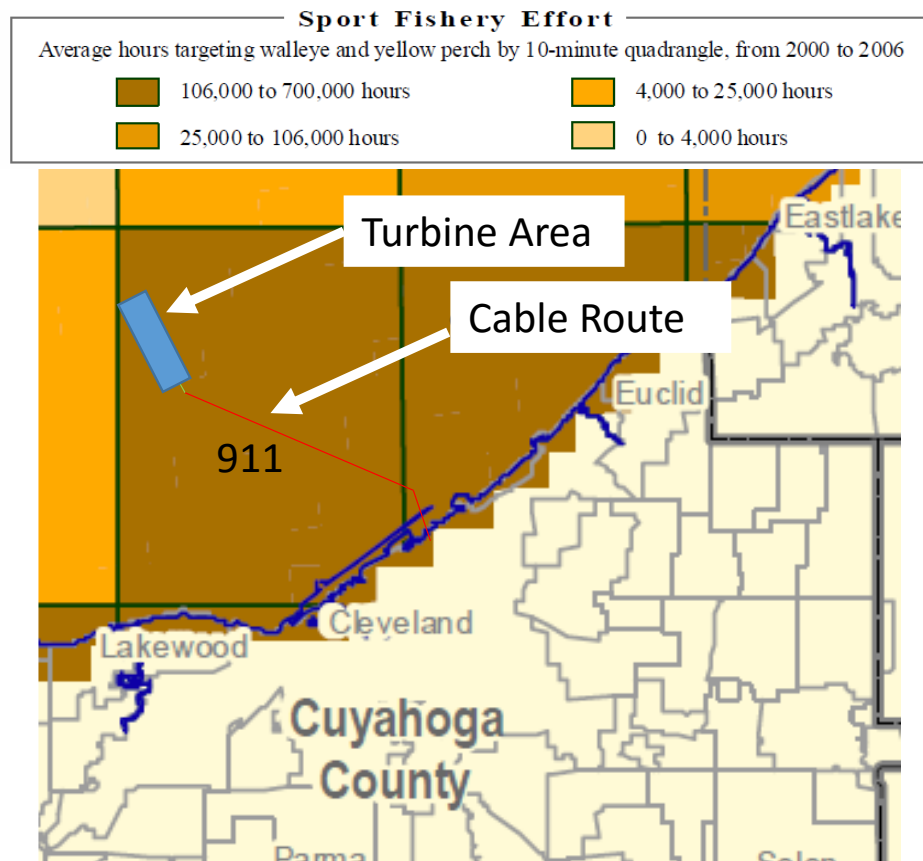 Sport Fishery Effort
Average hours targeting walleye and yellow perch by 10-minute quadrangle, from 2000 to 2006
106,000 to 700,000 hours
4,000 to 25,000 hours
25,000 to 106,000 hours
0 to 4,000 hours
Turbine Area
Eastlake
Cable Route
Euclid
911
Cleveland
Lakewood
Cuyahoga
County
Parma
Solon